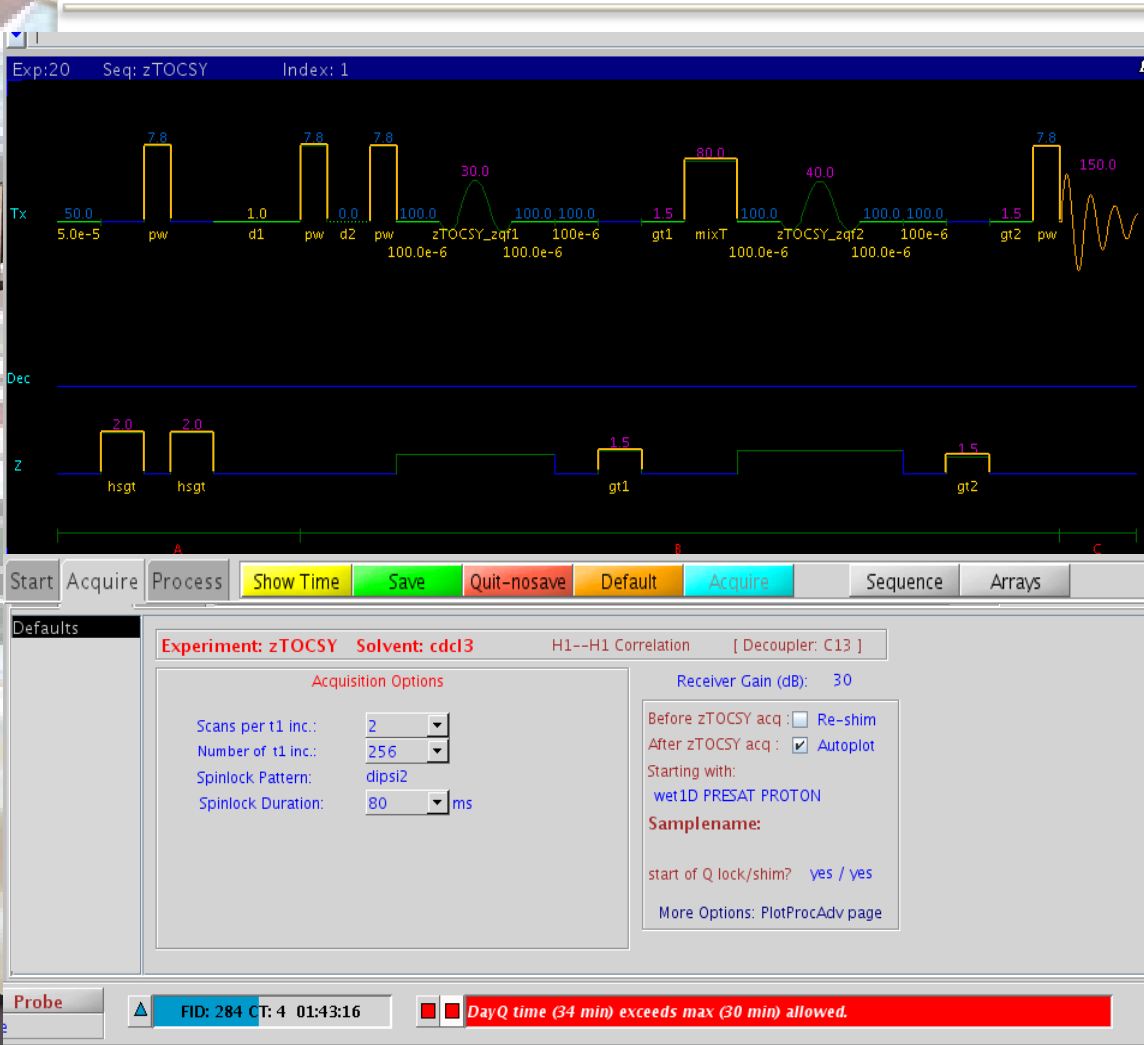 Exp:20 Seq: zTOCSY Index: 1
7.8 7.8 7.8 7.8
30.0 80.0 40.0 150.0
Tx 50.0 1.0 0.0 100.0 100.0 100.0 1.5 100.0 100.0 100.0 1.5
5.0e-5 pw d1 pw d2 pw zTOCSY_zqf1 100e-6 gt1 mixT zTOCSY_zqf2 100e-6 gt2 pw
100.0e-6 100.0e-6 100.0e-6 100.0e-6
Dec
2.0 2.0 1.5 1.5
Z
hsgt hsgt gt1 gt2
A B C
Start Acquire Process Show Time Save Quit-nosave Default Acquire Sequence Arrays
Defaults
Experiment: zTOCSY Solvent: cdcl3 H1--H1 Correlation [ Decoupler: C13 ]
Acquisition Options
Scans per t1 inc.: 2
Number of t1 inc.: 256
Spinlock Pattern: dipsi2
Spinlock Duration: 80 ms
Receiver Gain (dB): 30
Before zTOCSY acq : Re-shim
After zTOCSY acq : Autoplot
Starting with:
wet1D PRESAT PROTON
Samplename:
start of Q lock/shim? yes / yes
More Options: PlotProcAdv page
Probe
FID: 284 CT: 4 01:43:16
DayQ time (34 min) exceeds max (30 min) allowed.